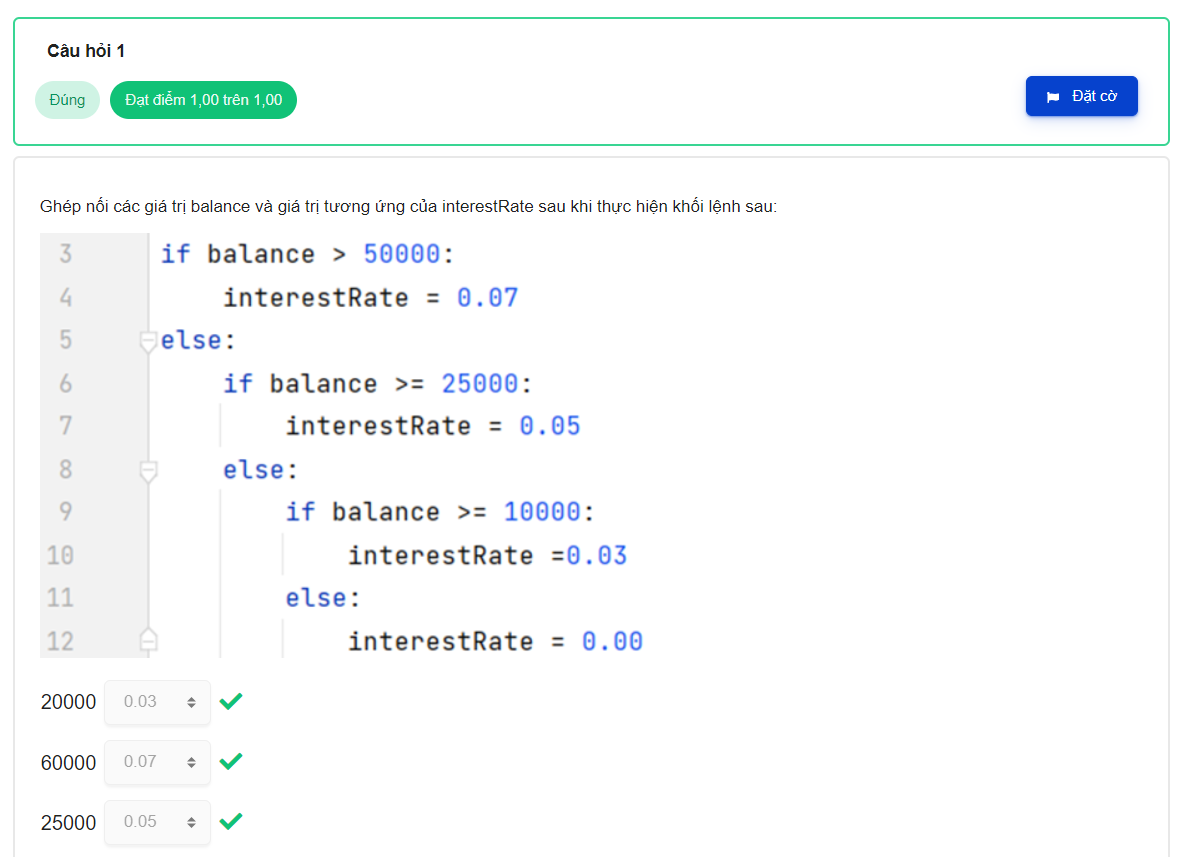 Câu hỏi 1
Đúng
Đạt điểm 1,00 trên 1,00
Đặt cờ
Ghép nối các giá trị balance và giá trị tương ứng của interestRate sau khi thực hiện khối lệnh sau:
3 if balance > 50000:
4 interestRate = 0.07
5 else:
6 if balance >= 25000:
7 interestRate = 0.05
8 else:
9 if balance >= 10000:
10 interestRate =0.03
11 else:
12 interestRate = 0.00
20000 0.03
60000 0.07
25000 0.05